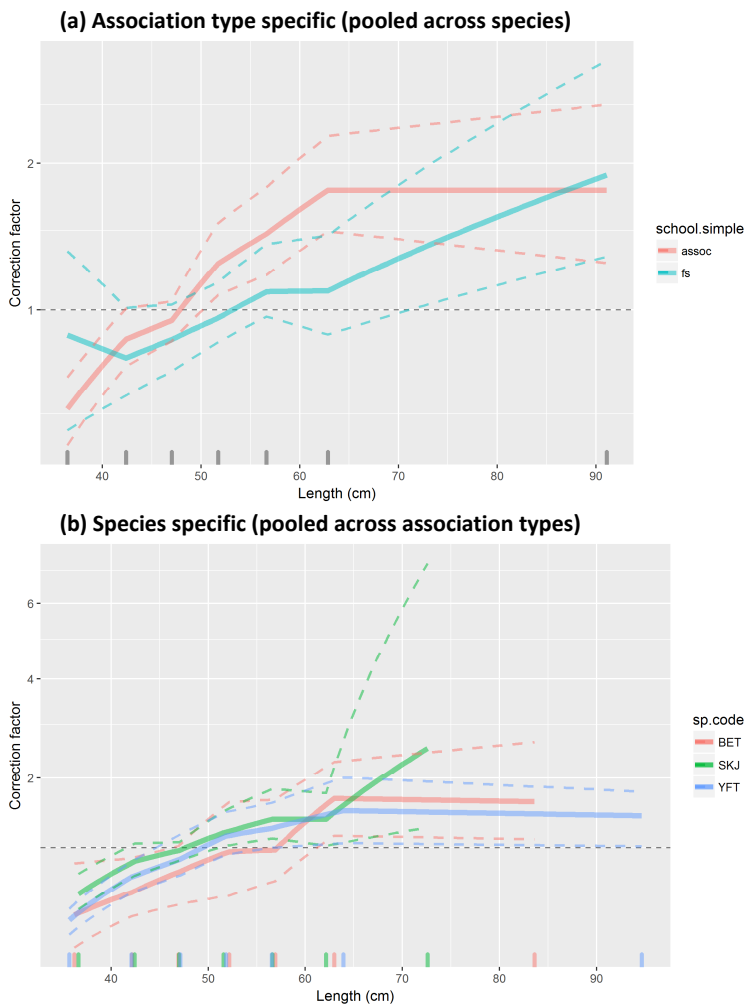 (a) Association type specific (pooled across species)
Correction factor
2
1
40
50
60
70
80
90
Length (cm)
school.simple
assoc
fs
(b) Species specific (pooled across association types)
Correction factor
6
4
2
40
50
60
70
80
90
Length (cm)
sp.code
BET
SKJ
YFT